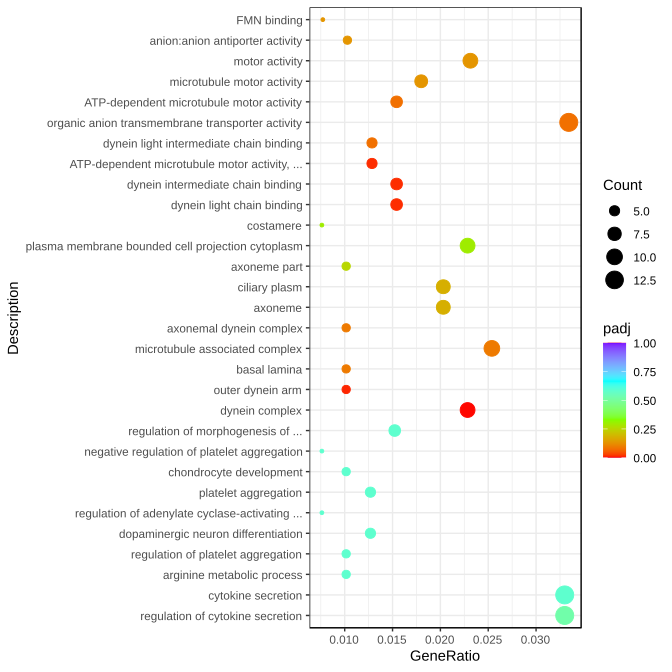 FMN binding
anion:anion antiporter activity
motor activity
microtubule motor activity
ATP-dependent microtubule motor activity
organic anion transmembrane transporter activity
dynein light intermediate chain binding
ATP-dependent microtubule motor activity, ...
dynein intermediate chain binding
dynein light chain binding
costamere
plasma membrane bounded cell projection cytoplasm
axoneme part
ciliary plasm
axoneme
axonemal dynein complex
microtubule associated complex
basal lamina
outer dynein arm
dynein complex
regulation of morphogenesis of ...
negative regulation of platelet aggregation
chondrocyte development
platelet aggregation
regulation of adenylate cyclase-activating ...
dopaminergic neuron differentiation
regulation of platelet aggregation
arginine metabolic process
cytokine secretion
regulation of cytokine secretion
Description
0.010 0.015 0.020 0.025 0.030
GeneRatio
Count
5.0
7.5
10.0
12.5
padj
1.00
0.75
0.50
0.25
0.00